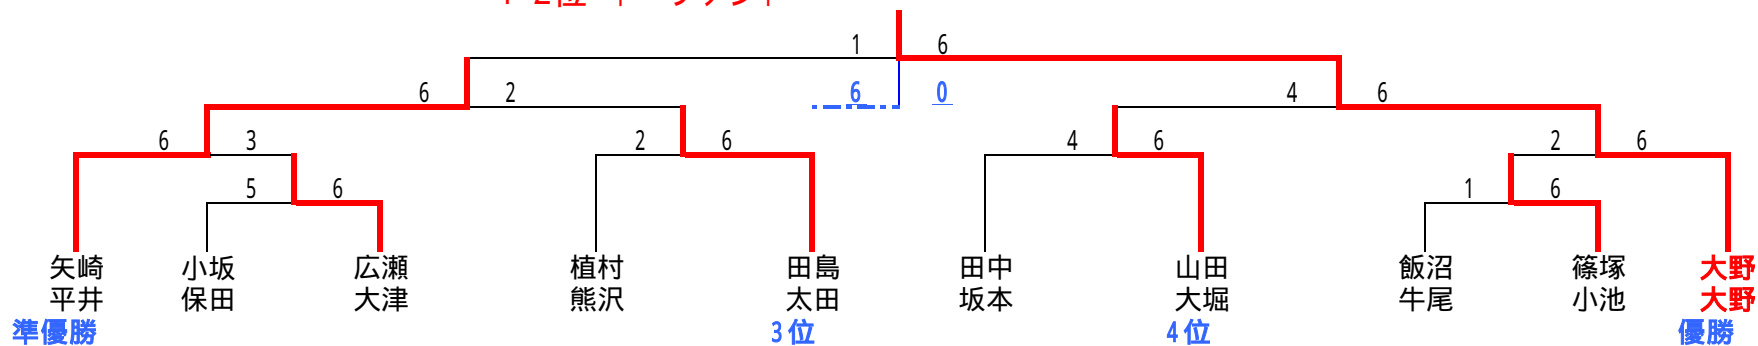 1 6
6 2 6 0 4 6
6 3 2 6 4 6 2 6
5 6 1 6
矢崎 小坂 広瀬 植村 田島 田中 山田 飯沼 篠塚 大野
平井 保田 大津 熊沢 太田 坂本 大堀 牛尾 小池 大野
準優勝 3位 4位 優勝